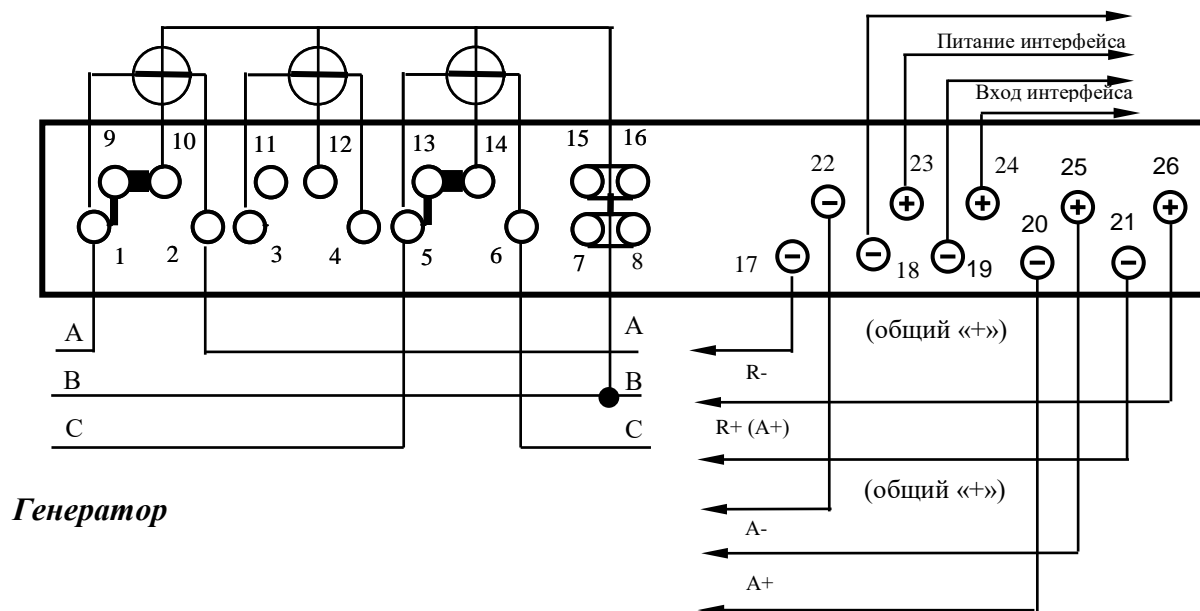 Питание интерфейса
Вход интерфейса
9 10 11 12 13 14 15 16
22 23 24 25 26
20 21
1 2 3 4 5 6 7 8
17 18 19
А А
(общий «+»)
R-
В В
С С
R+ (A+)
(общий «+»)
Генератор
А-
А+